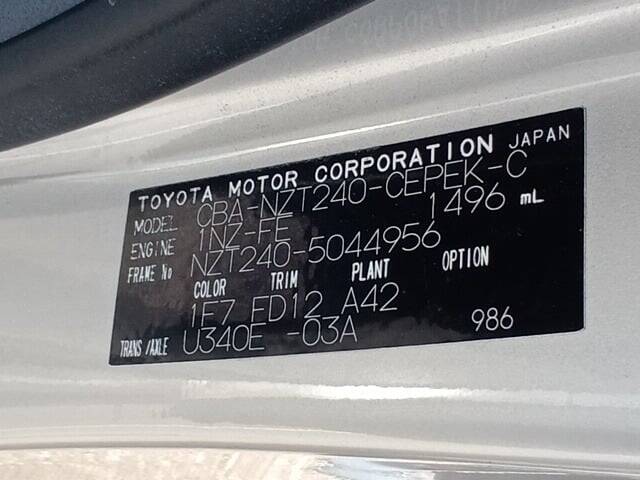 TOYOTA MOTOR CORPORATION JAPAN
MODEL CBA-NZT240-CEPEK-C
ENGINE 1NZ-FE 1496 mL
FRAME No NZT240-5044956
COLOR TRIM PLANT OPTION
1F7 FD12 A42
TRANS/AXLE U340E -03A 986